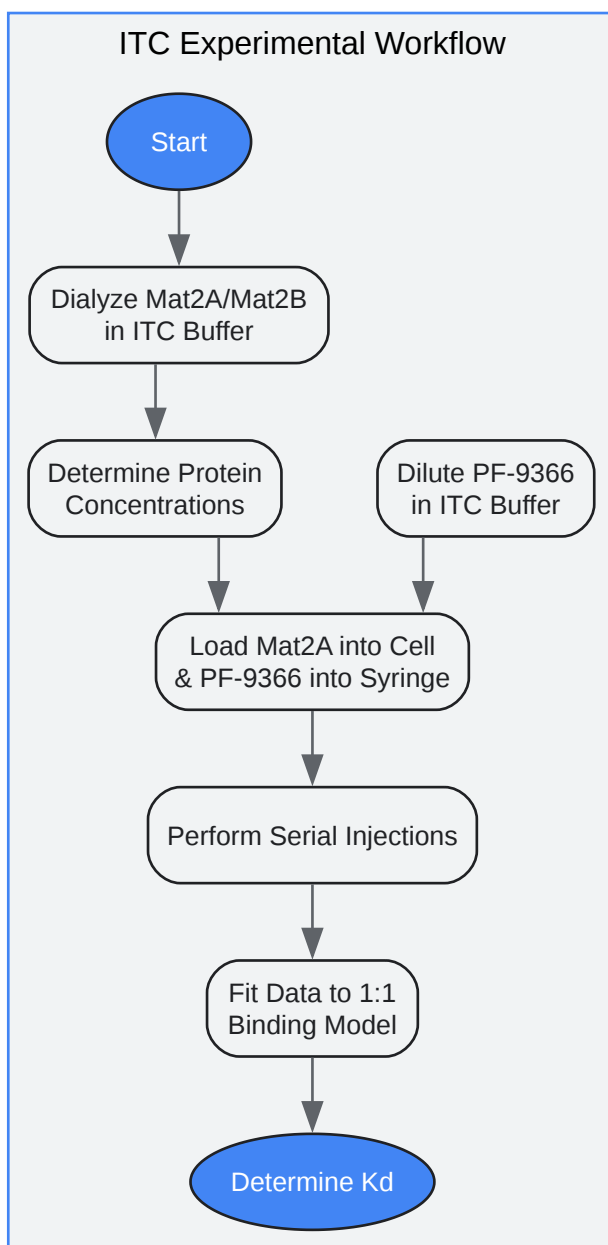 ITC Experimental Workflow
Start
Dialyze Mat2A/Mat2B
in ITC Buffer
Determine Protein
Concentrations
Dilute PF-9366
in ITC Buffer
Load Mat2A into Cell
& PF-9366 into Syringe
Perform Serial Injections
Fit Data to 1:1
Binding Model
Determine Kd